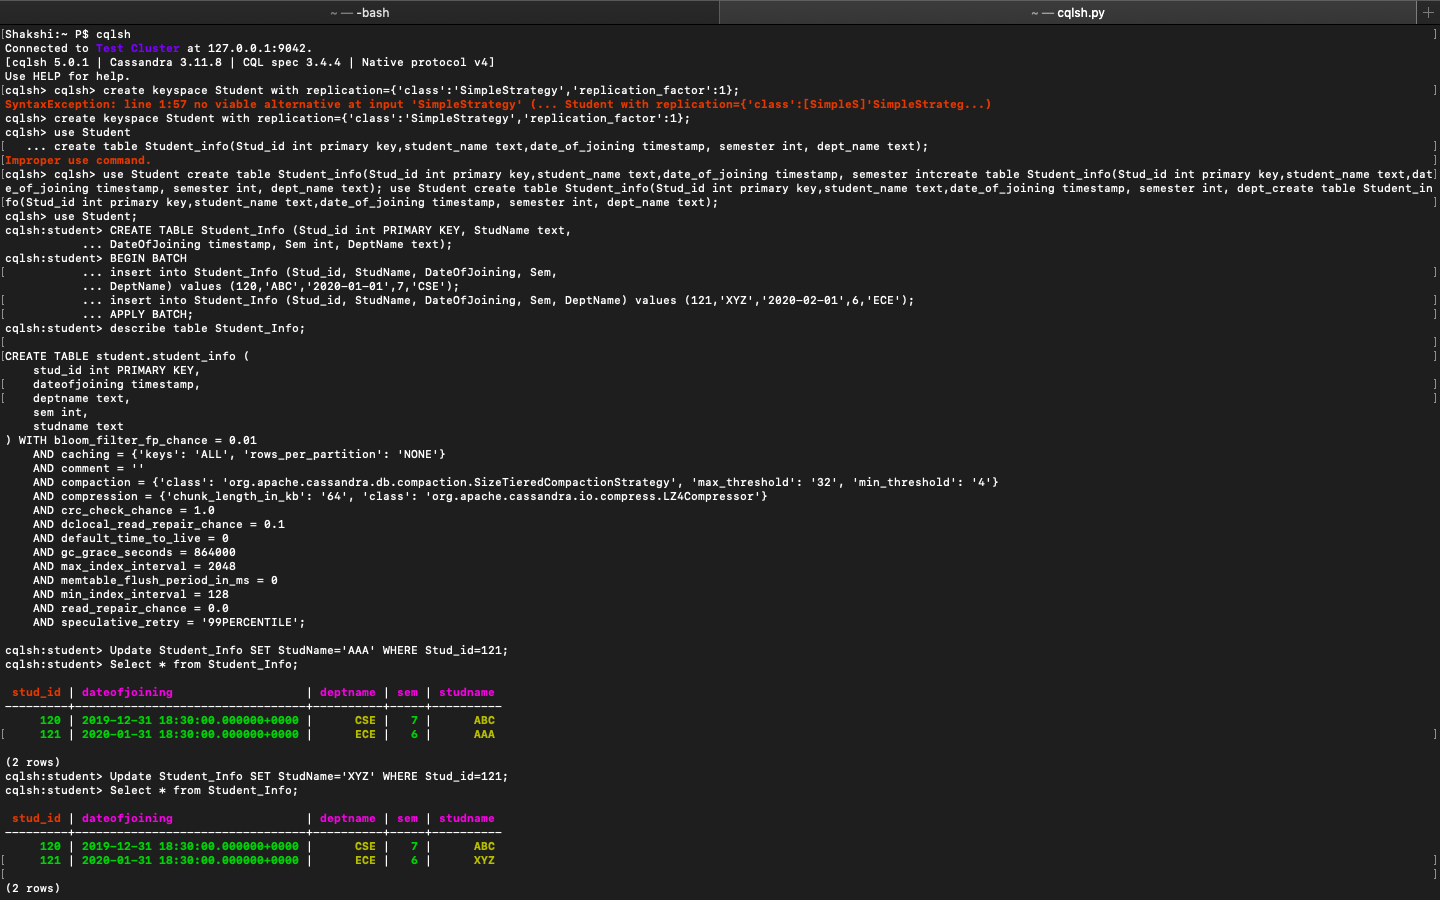 ~ — -bash
~ — cqlsh.py
Shakshi:~ P$ cqlsh
Connected to Test Cluster at 127.0.0.1:9042.
[cqlsh 5.0.1 | Cassandra 3.11.8 | CQL spec 3.4.4 | Native protocol v4]
Use HELP for help.
cqlsh> cqlsh> create keyspace Student with replication={'class':'SimpleStrategy','replication_factor':1};
SyntaxException: line 1:57 no viable alternative at input 'SimpleStrategy' (... Student with replication={'class':[SimpleS]'SimpleStrateg...)
cqlsh> create keyspace Student with replication={'class':'SimpleStrategy','replication_factor':1};
cqlsh> use Student
   ... create table Student_info(Stud_id int primary key,student_name text,date_of_joining timestamp, semester int, dept_name text);
Improper use command.
cqlsh> cqlsh> use Student create table Student_info(Stud_id int primary key,student_name text,date_of_joining timestamp, semester intcreate table Student_info(Stud_id int primary key,student_name text,dat
e_of_joining timestamp, semester int, dept_name text); use Student create table Student_info(Stud_id int primary key,student_name text,date_of_joining timestamp, semester int, dept_create table Student_in
fo(Stud_id int primary key,student_name text,date_of_joining timestamp, semester int, dept_name text);
cqlsh> use Student;
cqlsh:student> CREATE TABLE Student_Info (Stud_id int PRIMARY KEY, StudName text,
           ... DateOfJoining timestamp, Sem int, DeptName text);
cqlsh:student> BEGIN BATCH
           ... insert into Student_Info (Stud_id, StudName, DateOfJoining, Sem,
           ... DeptName) values (120,'ABC','2020-01-01',7,'CSE');
           ... insert into Student_Info (Stud_id, StudName, DateOfJoining, Sem, DeptName) values (121,'XYZ','2020-02-01',6,'ECE');
           ... APPLY BATCH;
cqlsh:student> describe table Student_Info;
CREATE TABLE student.student_info (
    stud_id int PRIMARY KEY,
    dateofjoining timestamp,
    deptname text,
    sem int,
    studname text
) WITH bloom_filter_fp_chance = 0.01
    AND caching = {'keys': 'ALL', 'rows_per_partition': 'NONE'}
    AND comment = ''
    AND compaction = {'class': 'org.apache.cassandra.db.compaction.SizeTieredCompactionStrategy', 'max_threshold': '32', 'min_threshold': '4'}
    AND compression = {'chunk_length_in_kb': '64', 'class': 'org.apache.cassandra.io.compress.LZ4Compressor'}
    AND crc_check_chance = 1.0
    AND dclocal_read_repair_chance = 0.1
    AND default_time_to_live = 0
    AND gc_grace_seconds = 864000
    AND max_index_interval = 2048
    AND memtable_flush_period_in_ms = 0
    AND min_index_interval = 128
    AND read_repair_chance = 0.0
    AND speculative_retry = '99PERCENTILE';
cqlsh:student> Update Student_Info SET StudName='AAA' WHERE Stud_id=121;
cqlsh:student> Select * from Student_Info;
 stud_id | dateofjoining                   | deptname | sem | studname
---------+---------------------------------+----------+-----+----------
     120 | 2019-12-31 18:30:00.000000+0000 |      CSE |   7 |      ABC
     121 | 2020-01-31 18:30:00.000000+0000 |      ECE |   6 |      AAA
(2 rows)
cqlsh:student> Update Student_Info SET StudName='XYZ' WHERE Stud_id=121;
cqlsh:student> Select * from Student_Info;
 stud_id | dateofjoining                   | deptname | sem | studname
---------+---------------------------------+----------+-----+----------
     120 | 2019-12-31 18:30:00.000000+0000 |      CSE |   7 |      ABC
     121 | 2020-01-31 18:30:00.000000+0000 |      ECE |   6 |      XYZ
(2 rows)